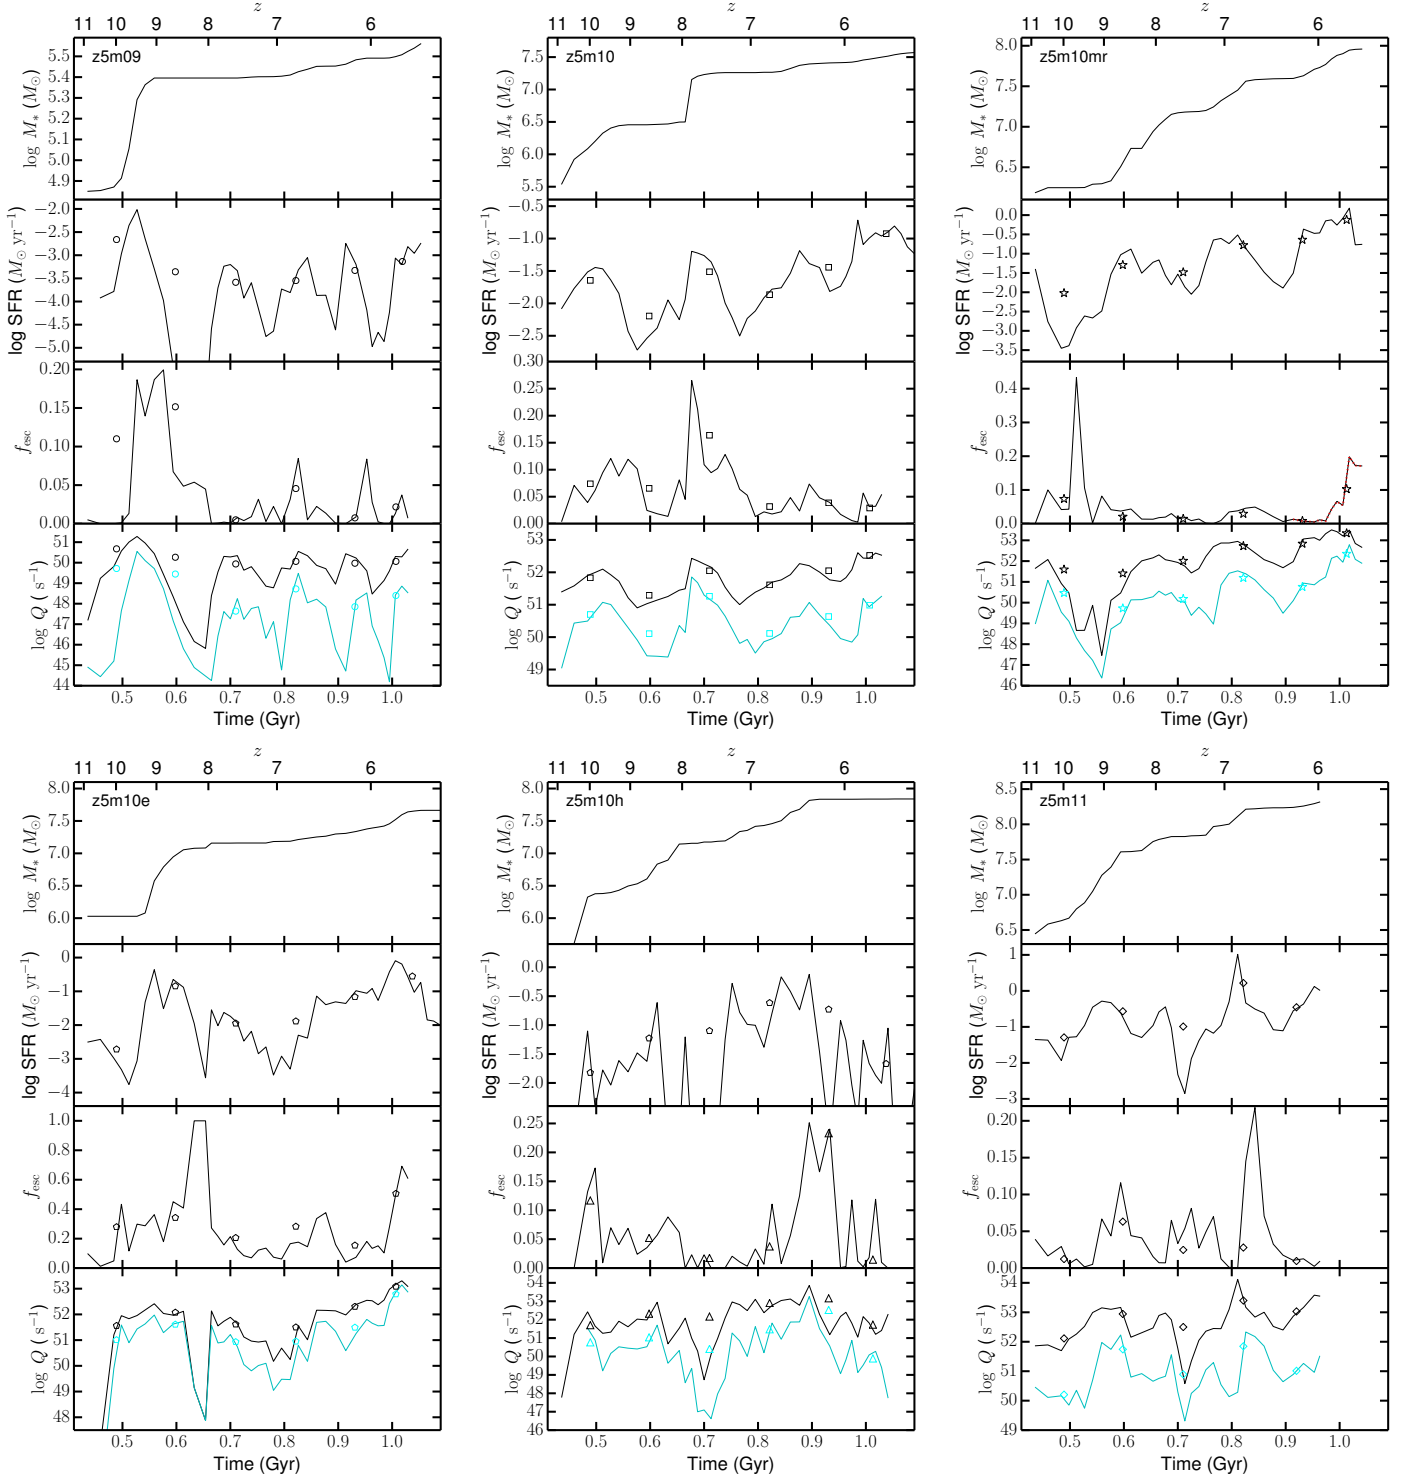 z z z
11 10 9 8 7 6 11 10 9 8 7 6 11 10 9 8 7 6
z5m09 z5m10 z5m10mr
log M* (M⊙) 5.5 5.4 5.3 5.2 5.1 5.0 4.9
log M* (M⊙) 7.5 7.0 6.5 6.0 5.5
log M* (M⊙) 8.0 7.5 7.0 6.5
log SFR (M⊙ yr⁻¹) −2.0 −2.5 −3.0 −3.5 −4.0 −4.5 −5.0
log SFR (M⊙ yr⁻¹) −0.5 −1.0 −1.5 −2.0 −2.5
log SFR (M⊙ yr⁻¹) 0.0 −0.5 −1.0 −1.5 −2.0 −2.5 −3.0 −3.5
fesc 0.20 0.15 0.10 0.05 0.00
fesc 0.30 0.25 0.20 0.15 0.10 0.05 0.00
fesc 0.4 0.3 0.2 0.1 0.0
log Q (s⁻¹) 51 50 49 48 47 46 45 44
log Q (s⁻¹) 53 52 51 50 49
log Q (s⁻¹) 53 52 51 50 49 48 47 46
0.5 0.6 0.7 0.8 0.9 1.0 0.5 0.6 0.7 0.8 0.9 1.0 0.5 0.6 0.7 0.8 0.9 1.0
Time (Gyr) Time (Gyr) Time (Gyr)
z z z
11 10 9 8 7 6 11 10 9 8 7 6 11 10 9 8 7 6
z5m10e z5m10h z5m11
log M* (M⊙) 8.0 7.5 7.0 6.5 6.0
log M* (M⊙) 8.0 7.5 7.0 6.5 6.0
log M* (M⊙) 8.5 8.0 7.5 7.0 6.5
log SFR (M⊙ yr⁻¹) 0 −1 −2 −3 −4
log SFR (M⊙ yr⁻¹) 0.0 −0.5 −1.0 −1.5 −2.0
log SFR (M⊙ yr⁻¹) 1 0 −1 −2 −3
fesc 1.0 0.8 0.6 0.4 0.2 0.0
fesc 0.25 0.20 0.15 0.10 0.05 0.00
fesc 0.20 0.15 0.10 0.05 0.00
log Q (s⁻¹) 53 52 51 50 49 48
log Q (s⁻¹) 54 53 52 51 50 49 48 47 46
log Q (s⁻¹) 54 53 52 51 50 49
0.5 0.6 0.7 0.8 0.9 1.0 0.5 0.6 0.7 0.8 0.9 1.0 0.5 0.6 0.7 0.8 0.9 1.0
Time (Gyr) Time (Gyr) Time (Gyr)